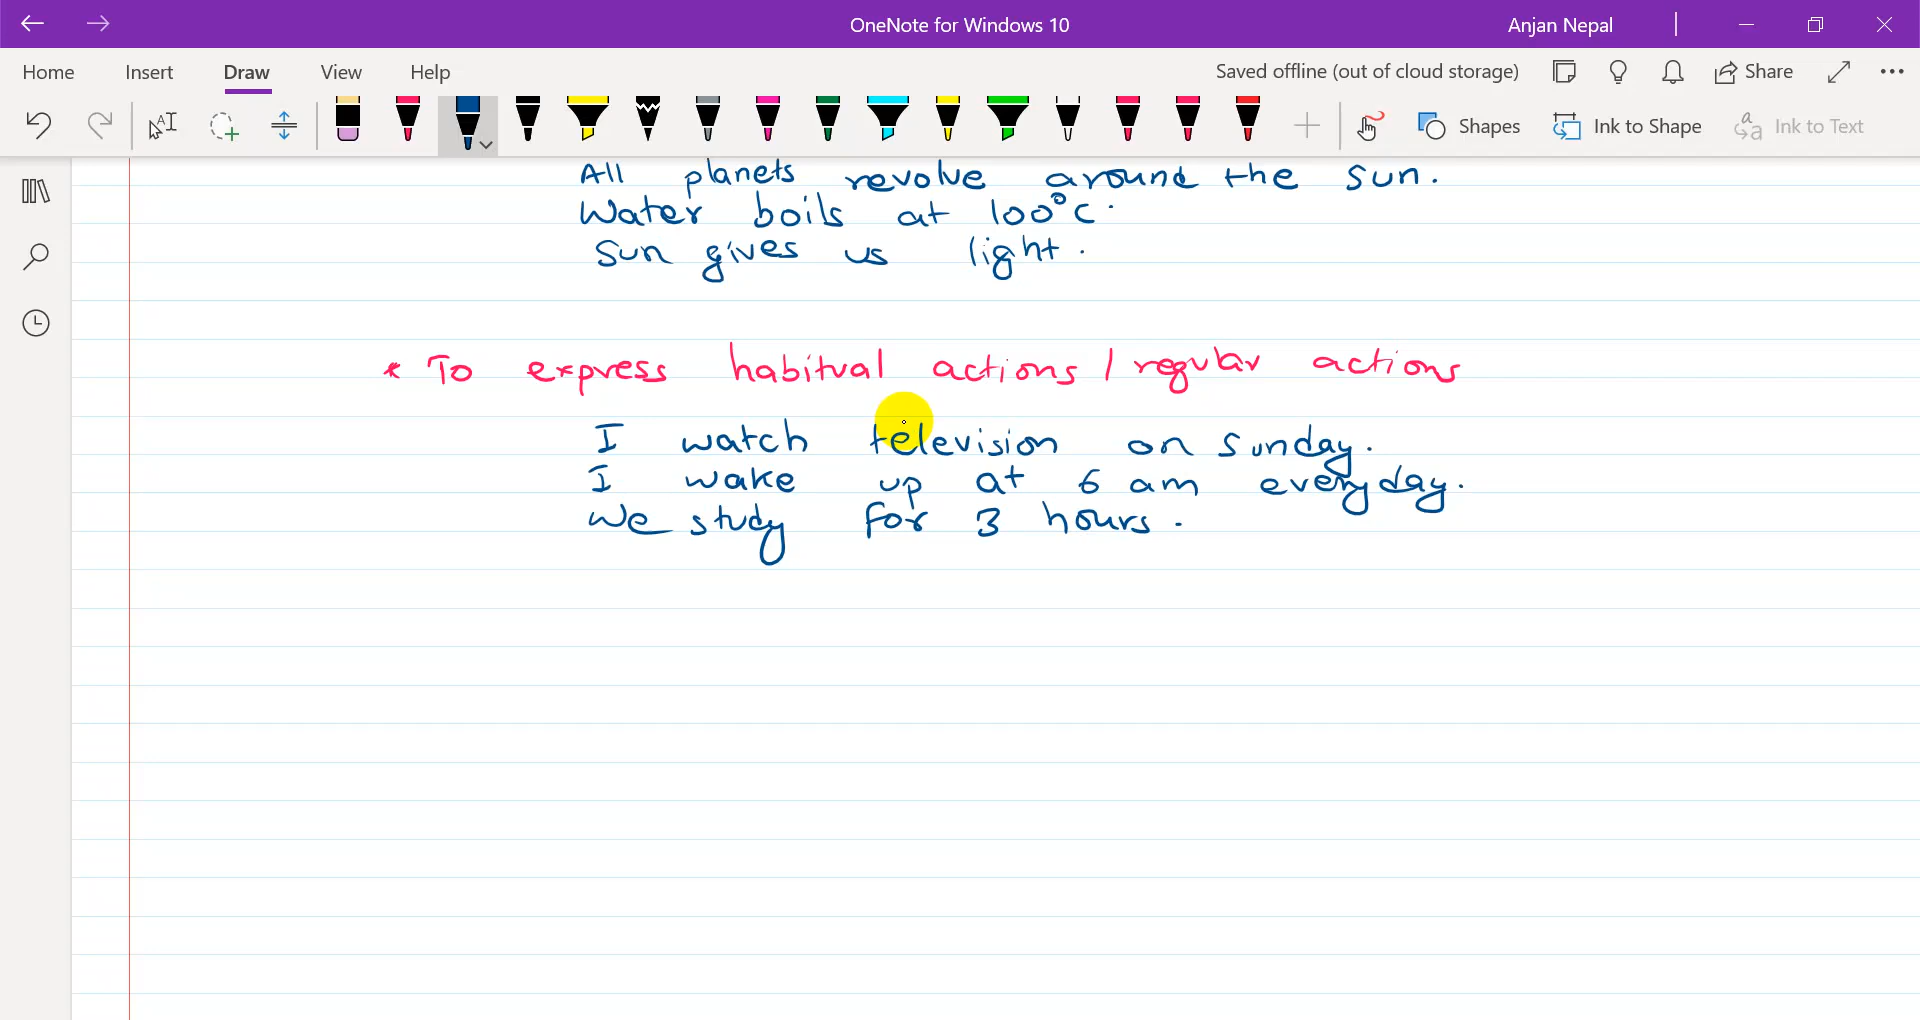 OneNote for Windows 10
Anjan Nepal
Home Insert Draw View Help
Saved offline (out of cloud storage)
Share
Shapes
Ink to Shape
Ink to Text
All planets revolve around the sun.
Water boils at 100°C.
Sun gives us light.
* To express habitual actions / regular actions
I watch television on Sunday.
I wake up at 6 am everyday.
We study for 3 hours.